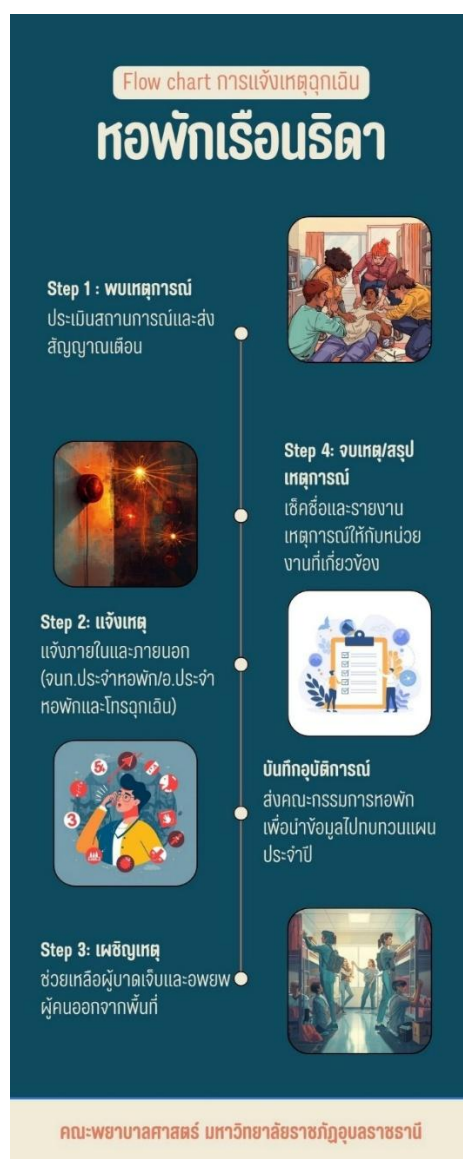 Flow chart การแจ้งเหตุฉุกเฉิน
หอพักเรือนธิดา
Step 1 : พบเหตุการณ์
ประเมินสถานการณ์และส่ง
สัญญาณเตือน
Step 4: จบเหตุ/สรุป
เหตุการณ์
เช็คชื่อและรายงาน
เหตุการณ์ให้กับหน่วย
งานที่เกี่ยวข้อง
Step 2: แจ้งเหตุ
แจ้งภายในและภายนอก
(จนท.ประจำหอพัก/อ.ประจำ
หอพักและโทรฉุกเฉิน)
บันทึกอุบัติการณ์
ส่งคณะกรรมการหอพัก
เพื่อนำข้อมูลไปทบทวนแผน
ประจำปี
Step 3: เผชิญเหตุ
ช่วยเหลือผู้บาดเจ็บและอพยพ
ผู้คนออกจากพื้นที่
คณะพยาบาลศาสตร์ มหาวิทยาลัยราชภัฏอุบลราชธานี